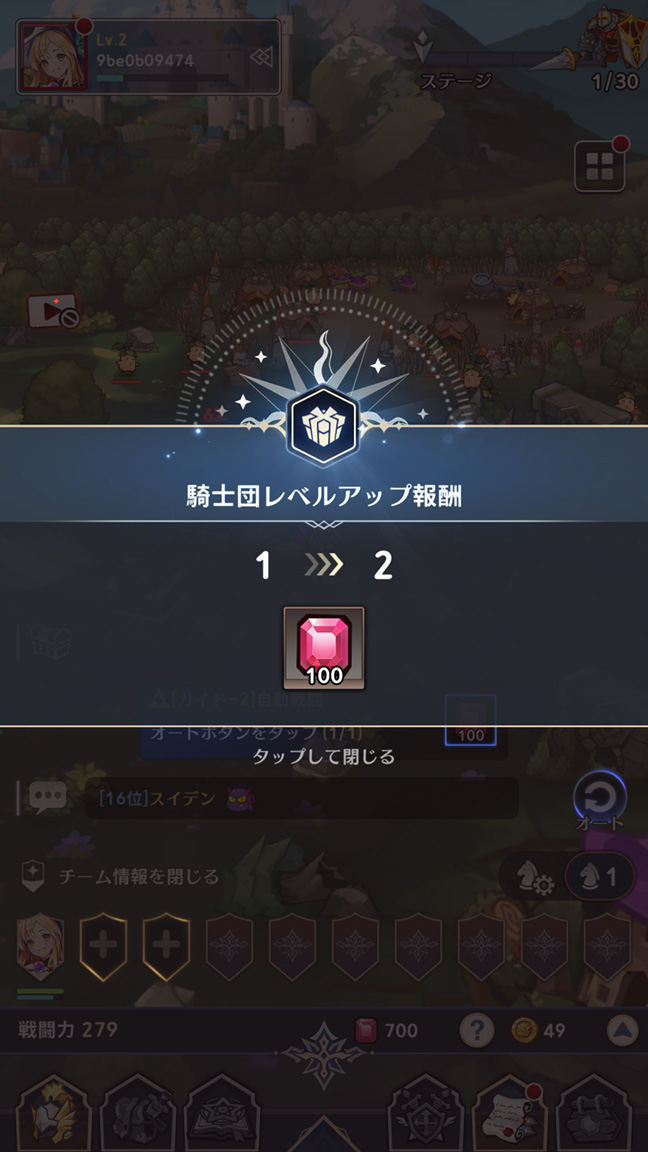 Lv.2
9be0b09474
ステージ
1/30
騎士団レベルアップ報酬
1 2
100
[ガイド-2]自動戦闘
オートボタンをタップ (1/1)
100
タップして閉じる
[16位]スイデン
オート
チーム情報を閉じる
1
戦闘力 279
700
?
49